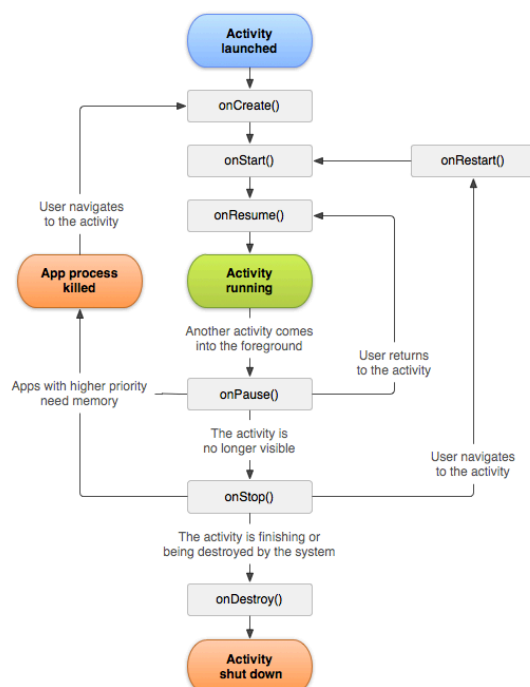 Activity
launched
onCreate()
onStart()
onRestart()
User navigates
to the activity
onResume()
App process
killed
Activity
running
Another activity comes
into the foreground
User returns
to the activity
Apps with higher priority
need memory
onPause()
The activity is
no longer visible
User navigates
to the activity
onStop()
The activity is finishing or
being destroyed by the system
onDestroy()
Activity
shut down